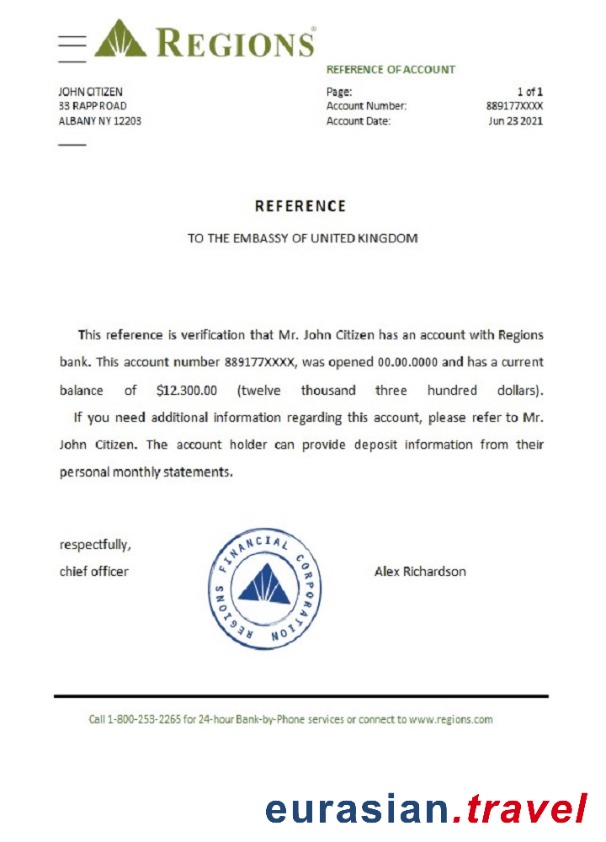 REGIONS®
REFERENCE OF ACCOUNT
JOHN CITIZEN
33 RAPP ROAD
ALBANY NY 12203
Page: 1 of 1
Account Number: 889177XXXX
Account Date: Jun 23 2021
REFERENCE
TO THE EMBASSY OF UNITED KINGDOM
This reference is verification that Mr. John Citizen has an account with Regions
bank. This account number 889177XXXX, was opened 00.00.0000 and has a current
balance of $12.300.00 (twelve thousand three hundred dollars).
If you need additional information regarding this account, please refer to Mr.
John Citizen. The account holder can provide deposit information from their
personal monthly statements.
respectfully,
chief officer
REGIONS FINANCIAL CORPORATION
Alex Richardson
Call 1-800-253-2265 for 24-hour Bank-by-Phone services or connect to www.regions.com
eurasian.travel